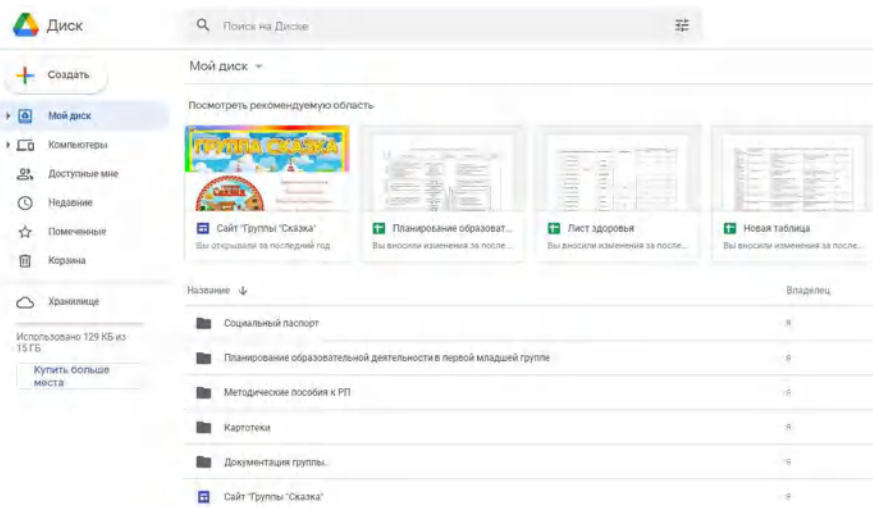 Диск
Поиск на Диске
Создать
Мой диск
Мой диск
Компьютеры
Доступные мне
Недавние
Помеченные
Корзина
Хранилище
Использовано 129 КБ из
15 ГБ
Купить больше
места
Посмотреть рекомендуемую область
ГРУППА СКАЗКА
Сказка
Сайт "Группы "Сказка"
Вы открывали за последний год
Планирование образоват...
Вы вносили изменения за после...
Лист здоровья
Вы вносили изменения за после...
Новая таблица
Вы вносили изменения за после...
Название
Владелец
Социальный паспорт
я
Планирование образовательной деятельности в первой младшей группе
я
Методические пособия к РП
я
Картотеки
я
Документация группы.
я
Сайт "Группы "Сказка"
я